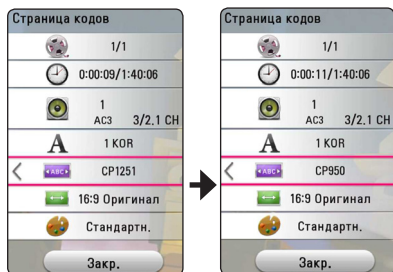 Страница кодов
1/1
0:00:09/1:40:06
1
AC3 3/2.1 CH
A 1 KOR
ABC CP1251
16:9 Оригинал
Стандартн.
Закр.
Страница кодов
1/1
0:00:11/1:40:06
1
AC3 3/2.1 CH
A 1 KOR
ABC CP950
16:9 Оригинал
Стандартн.
Закр.